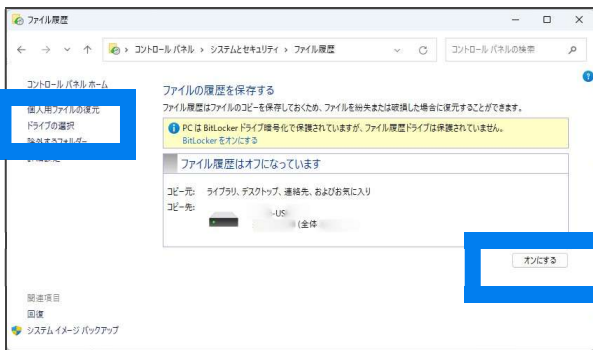 ファイル履歴
コントロール パネル › システムとセキュリティ › ファイル履歴
コントロール パネルの検索
コントロール パネル ホーム
個人用ファイルの復元
ドライブの選択
除外するフォルダー
ファイルの履歴を保存する
ファイル履歴はファイルのコピーを保存しておくため、ファイルを紛失または破損した場合に復元することができます。
PC は BitLocker ドライブ暗号化で保護されていますが、ファイル履歴ドライブは保護されていません。
BitLocker をオンにする
ファイル履歴はオフになっています
コピー元: ライブラリ、デスクトップ、連絡先、およびお気に入り
コピー先:
-US
(全体
オンにする
関連項目
回復
システム イメージ バックアップ